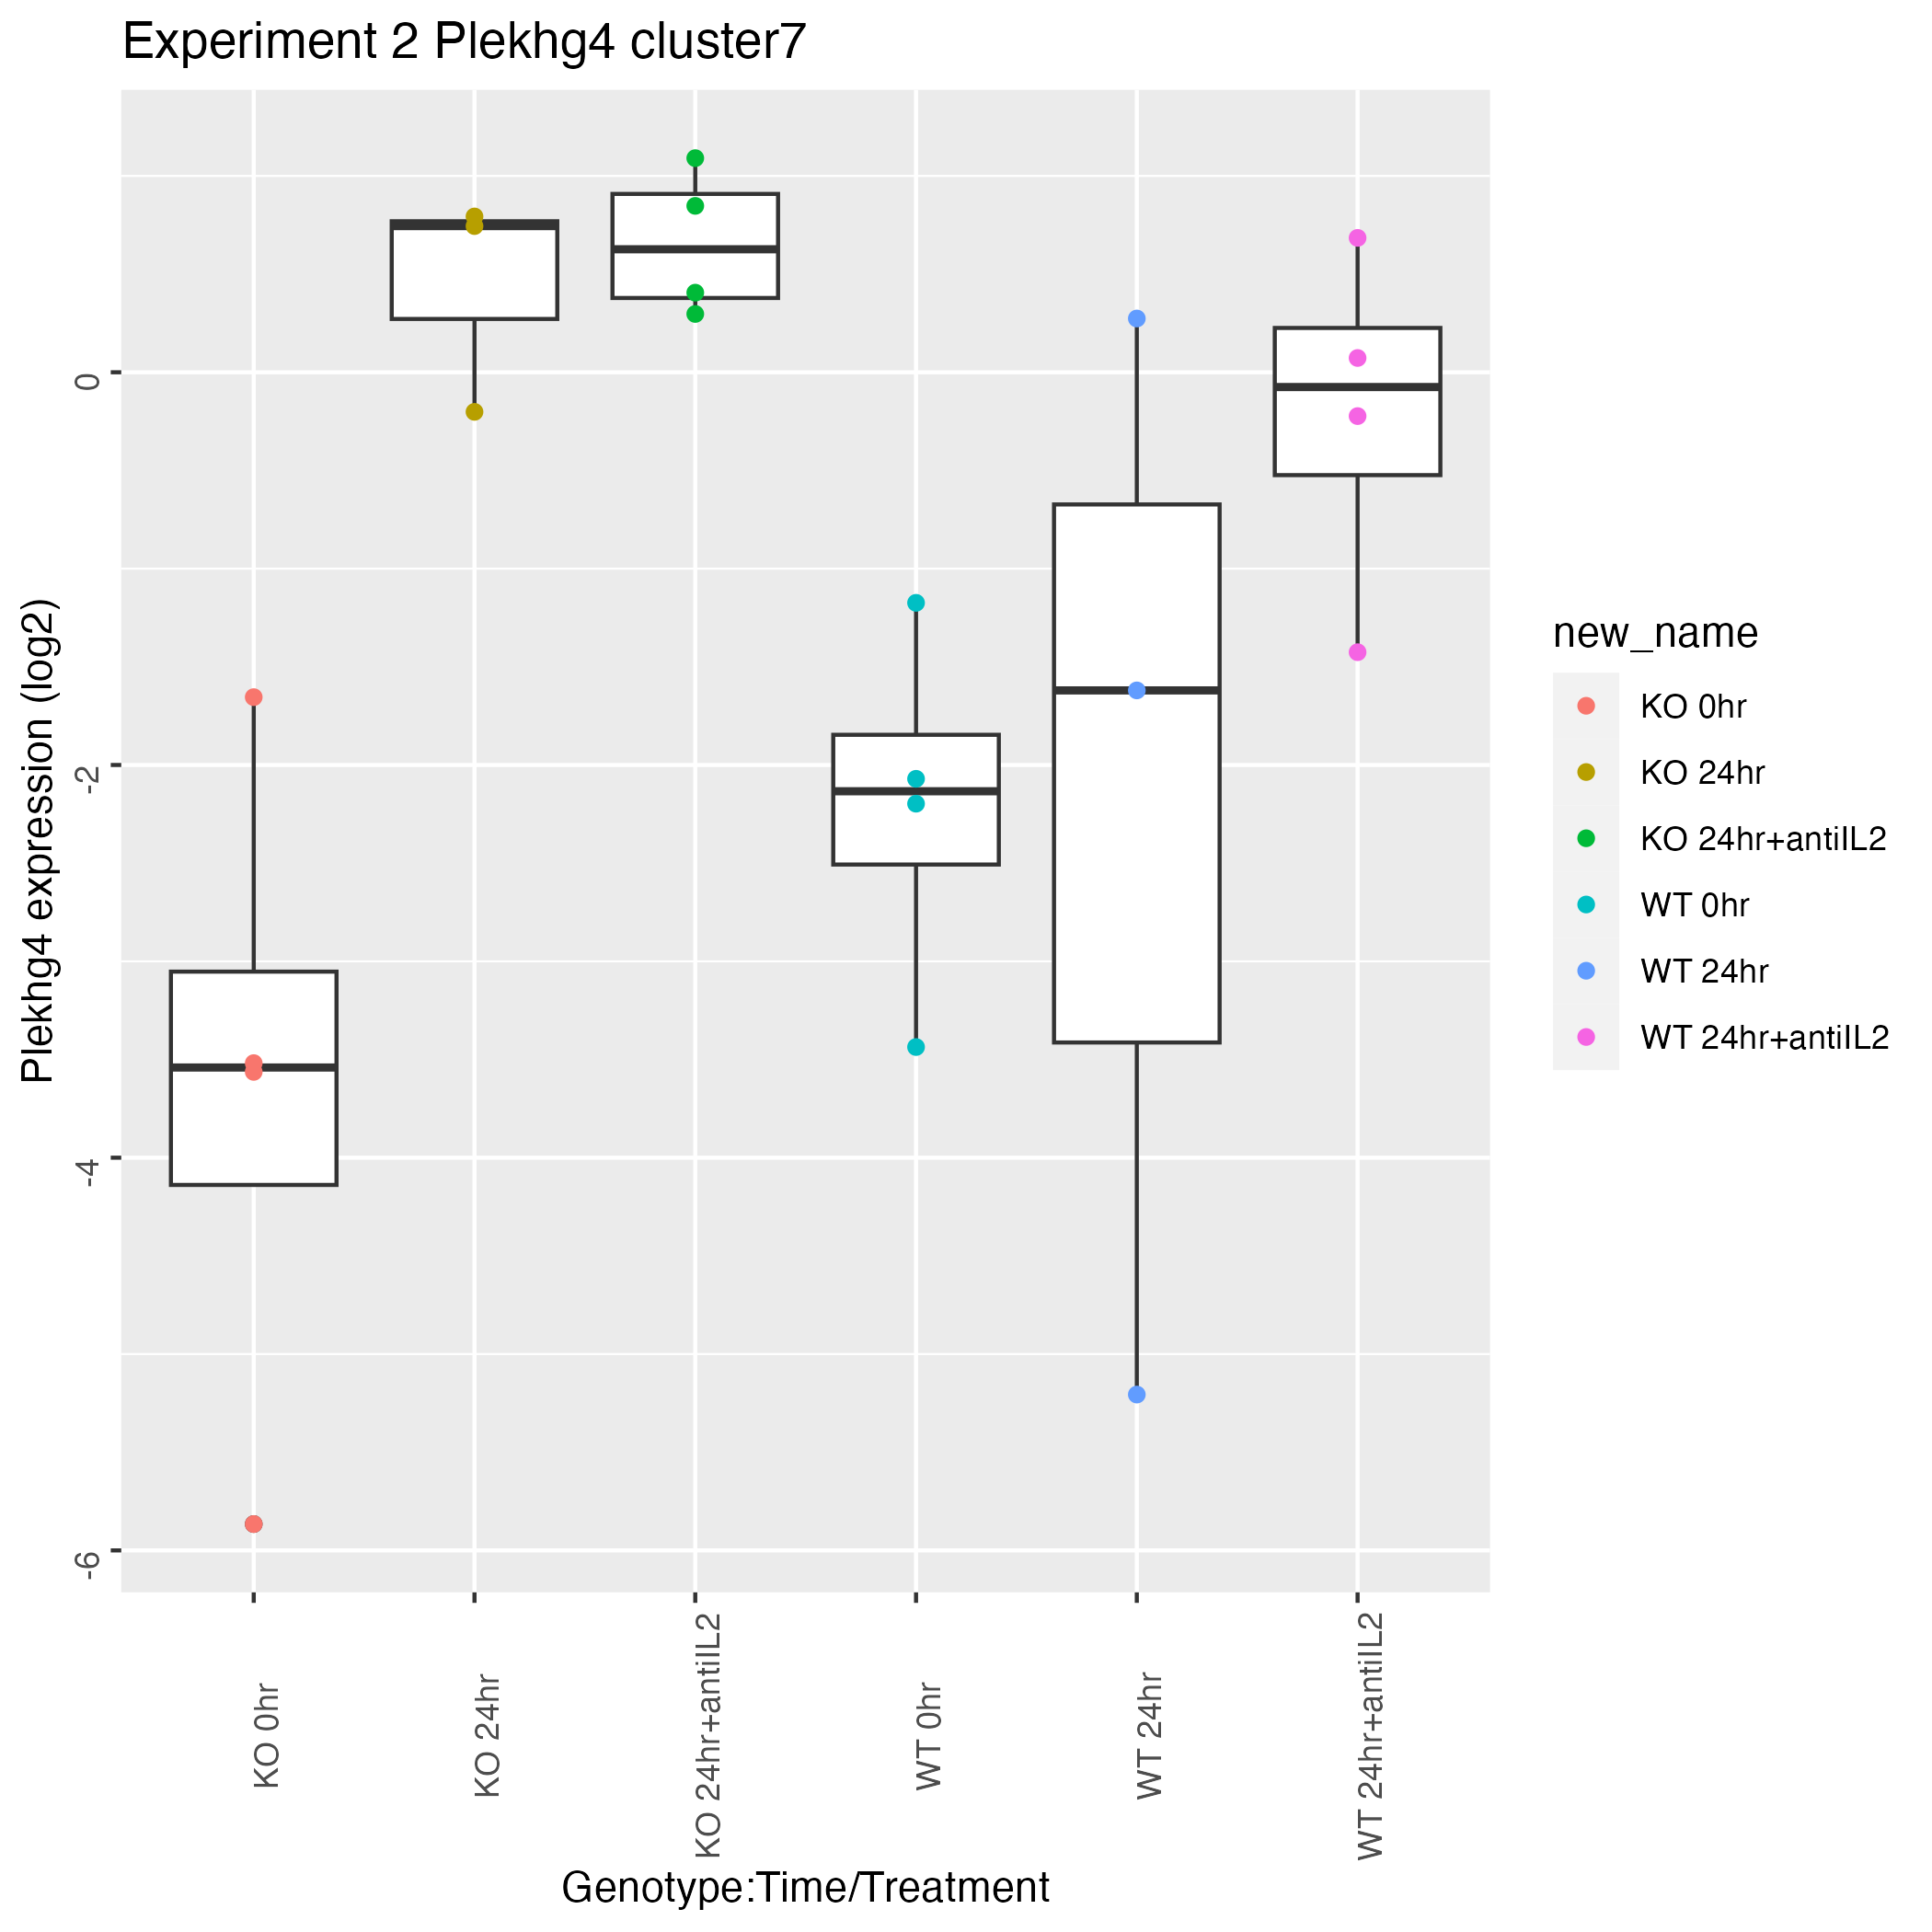 Experiment 2 Plekhg4 cluster7
Plekhg4 expression (log2)
0
-2
-4
-6
KO 0hr
KO 24hr
KO 24hr+antiIL2
WT 0hr
WT 24hr
WT 24hr+antiIL2
Genotype:Time/Treatment
new_name
KO 0hr
KO 24hr
KO 24hr+antiIL2
WT 0hr
WT 24hr
WT 24hr+antiIL2